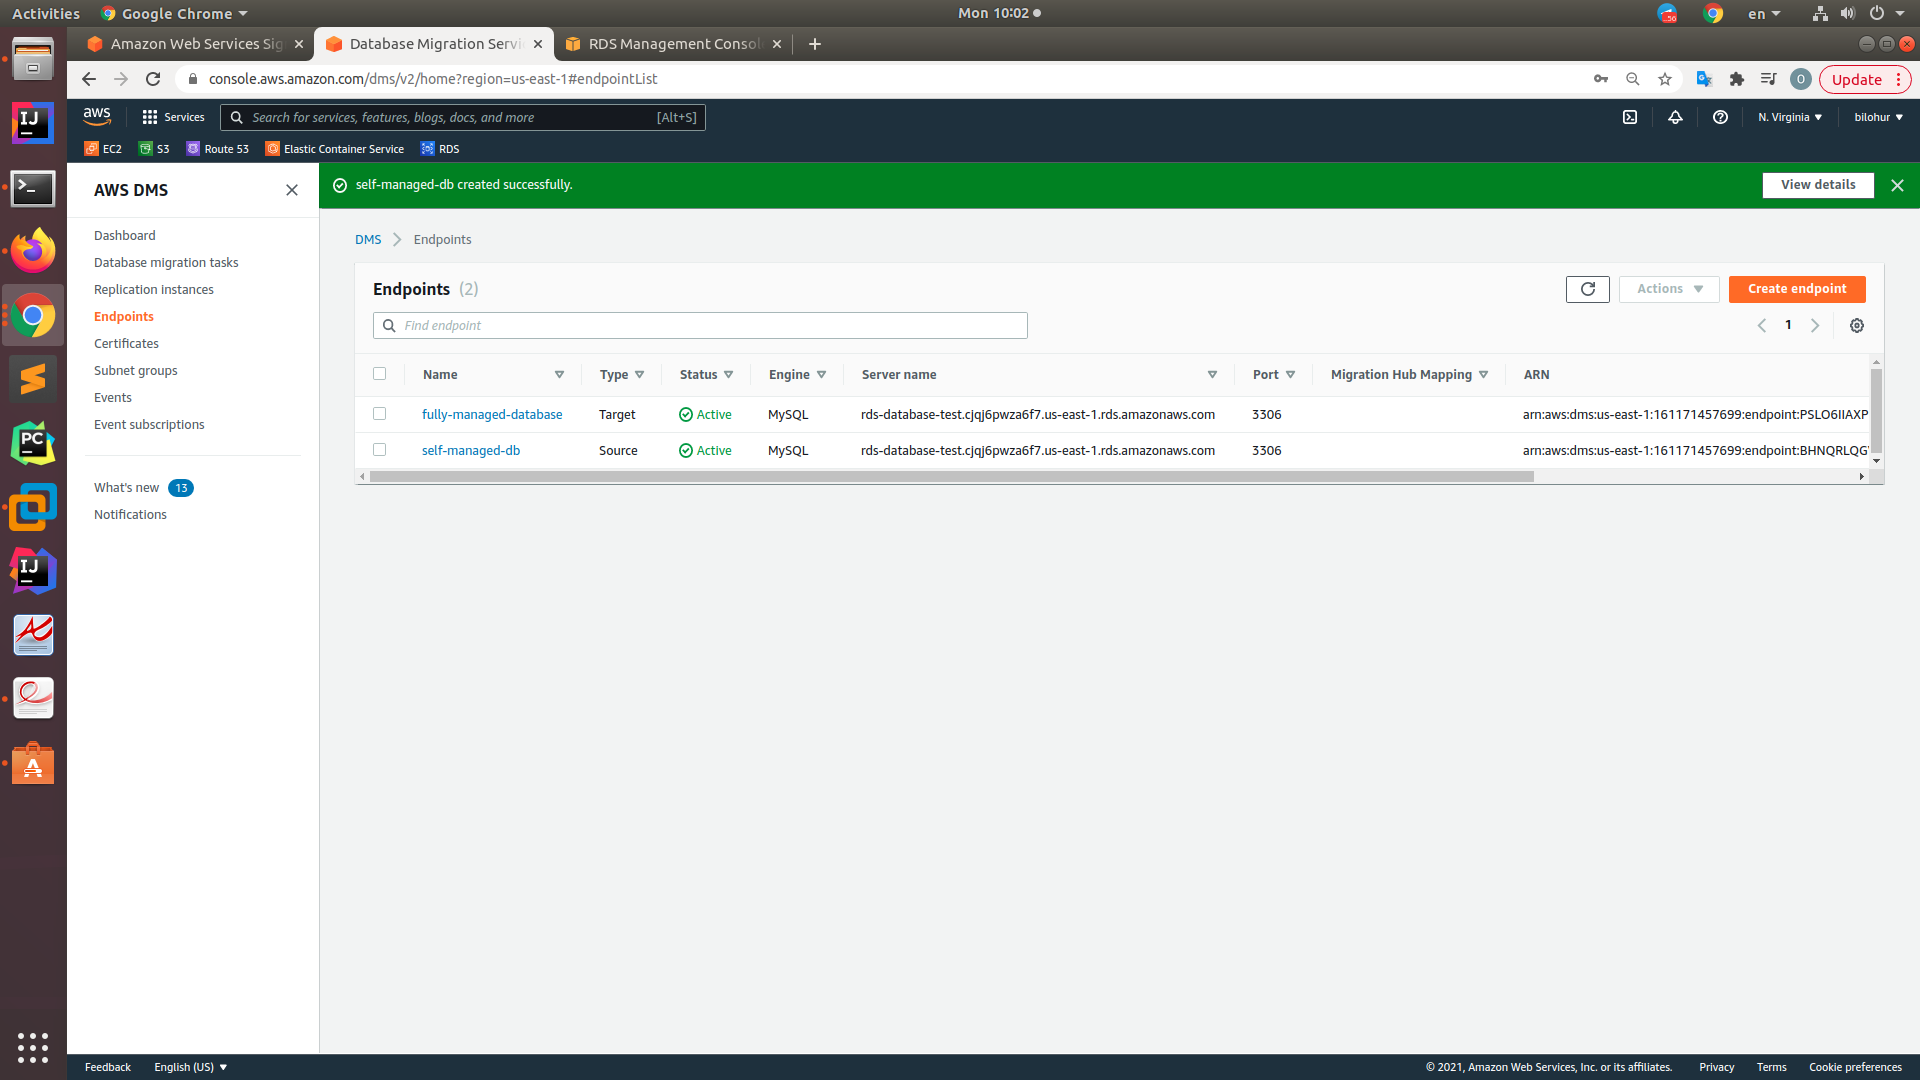 Activities Google Chrome Mon 10:02 en
Amazon Web Services Sig Database Migration Servi RDS Management Consol
console.aws.amazon.com/dms/v2/home?region=us-east-1#endpointList O Update
aws Services Search for services, features, blogs, docs, and more [Alt+S] N. Virginia bilohur
EC2 S3 Route 53 Elastic Container Service RDS
AWS DMS
Dashboard
Database migration tasks
Replication instances
Endpoints
Certificates
Subnet groups
Events
Event subscriptions
What's new 13
Notifications
self-managed-db created successfully. View details
DMS Endpoints
Endpoints (2) Actions Create endpoint
Find endpoint 1
Name Type Status Engine Server name Port Migration Hub Mapping ARN
fully-managed-database Target Active MySQL rds-database-test.cjqj6pwza6f7.us-east-1.rds.amazonaws.com 3306 arn:aws:dms:us-east-1:161171457699:endpoint:PSLO6IIAXP
self-managed-db Source Active MySQL rds-database-test.cjqj6pwza6f7.us-east-1.rds.amazonaws.com 3306 arn:aws:dms:us-east-1:161171457699:endpoint:BHNQRLQG
IJ
PC
IJ
Feedback English (US) © 2021, Amazon Web Services, Inc. or its affiliates. Privacy Terms Cookie preferences